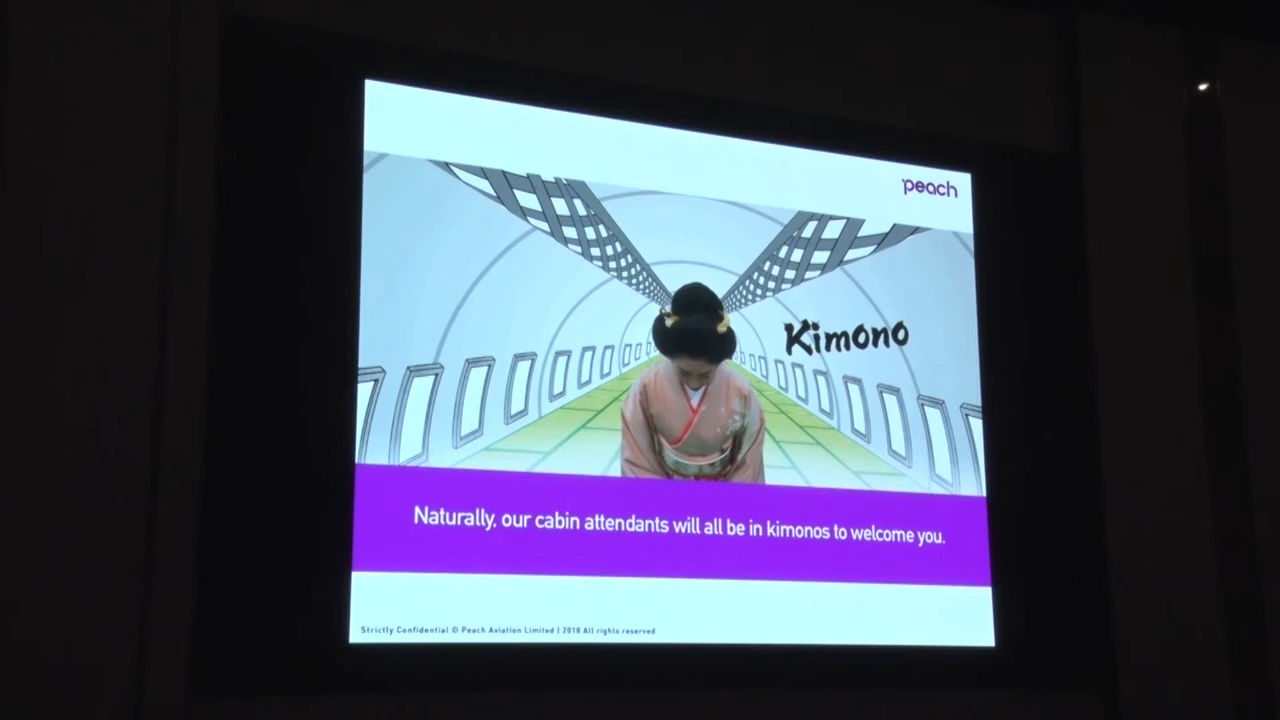 peach
Kimono
Naturally, our cabin attendants will all be in kimonos to welcome you.
Strictly Confidential © Peach Aviation Limited | 2018 All rights reserved